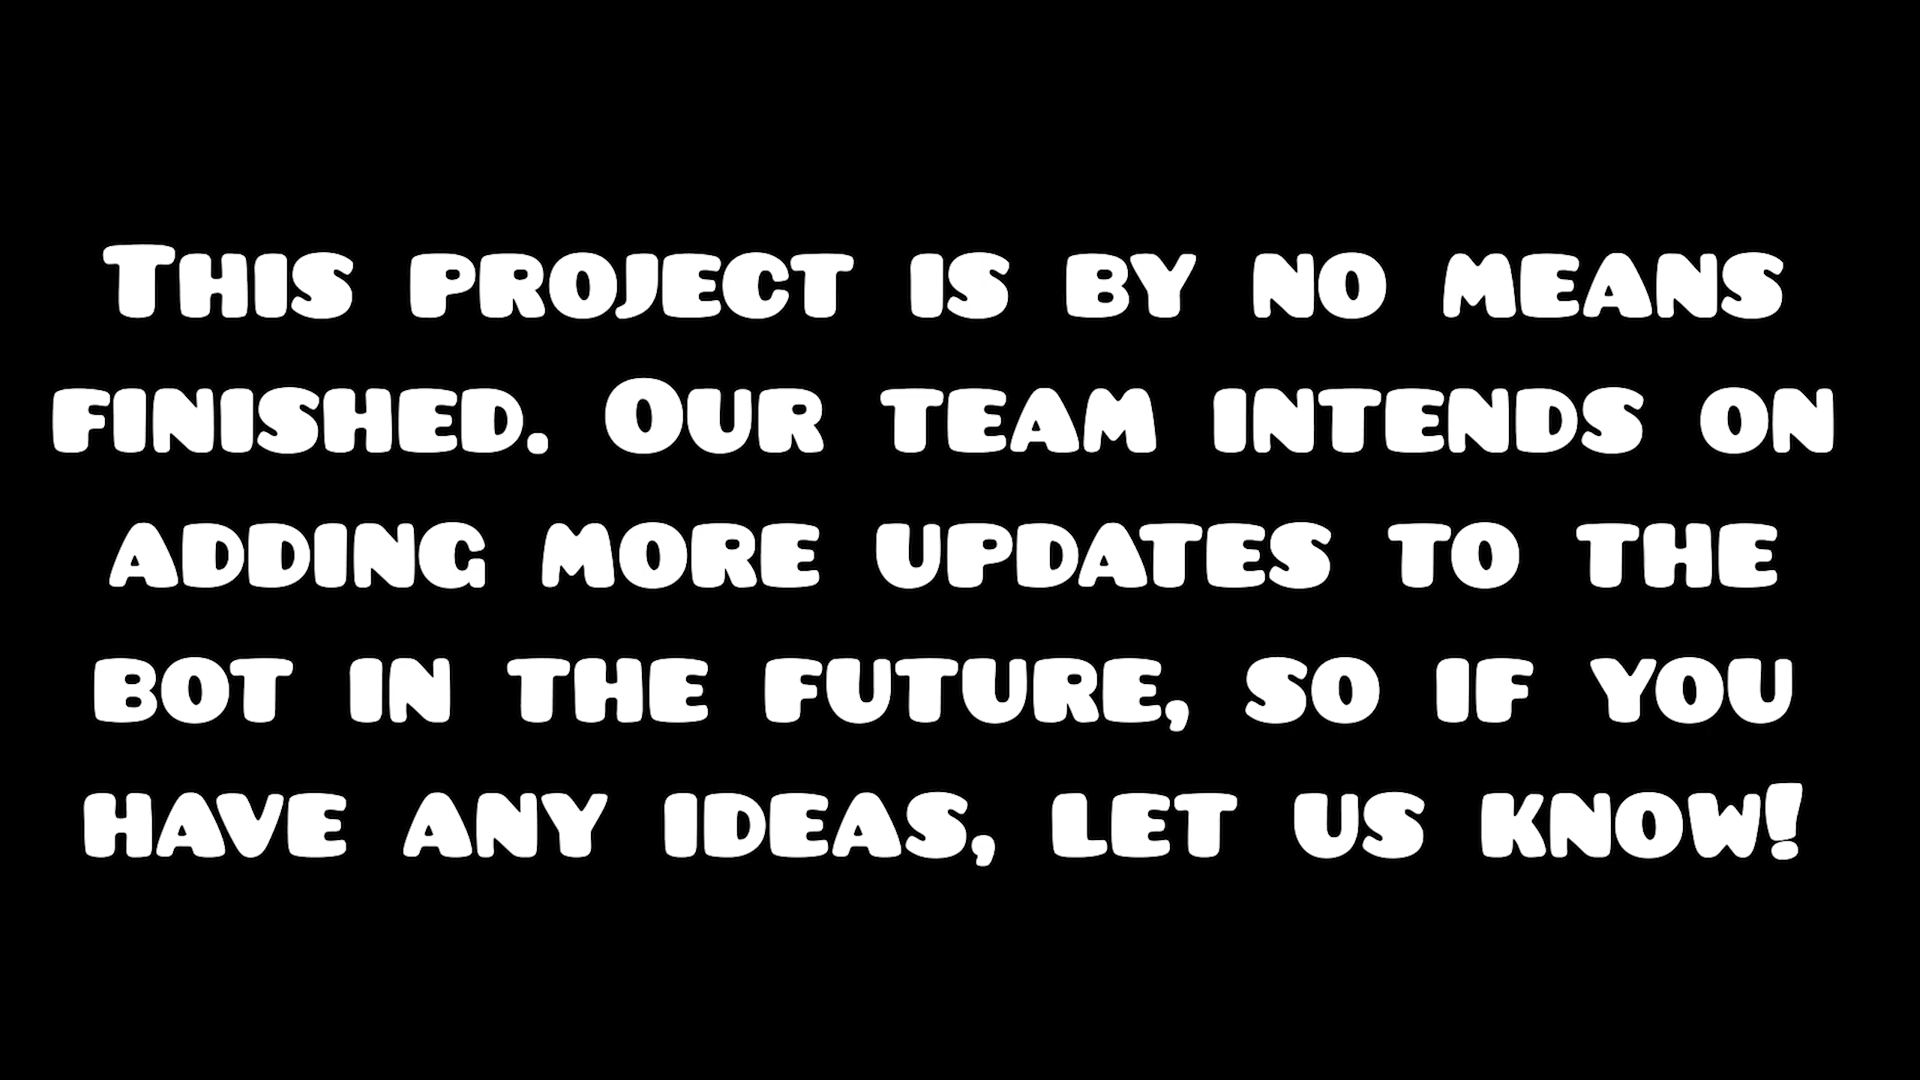 This project is by no means
finished. Our team intends on
adding more updates to the
bot in the future, so if you
have any ideas, let us know!